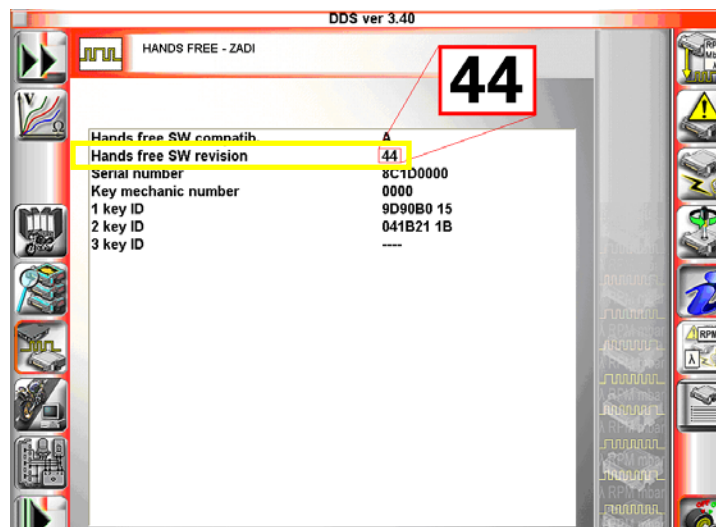 DDS ver 3.40
HANDS FREE - ZADI
44
Hands free SW compatib. A
Hands free SW revision 44
Serial number 8C1D0000
Key mechanic number 0000
1 key ID 9D90B0 15
2 key ID 041B21 1B
3 key ID ----